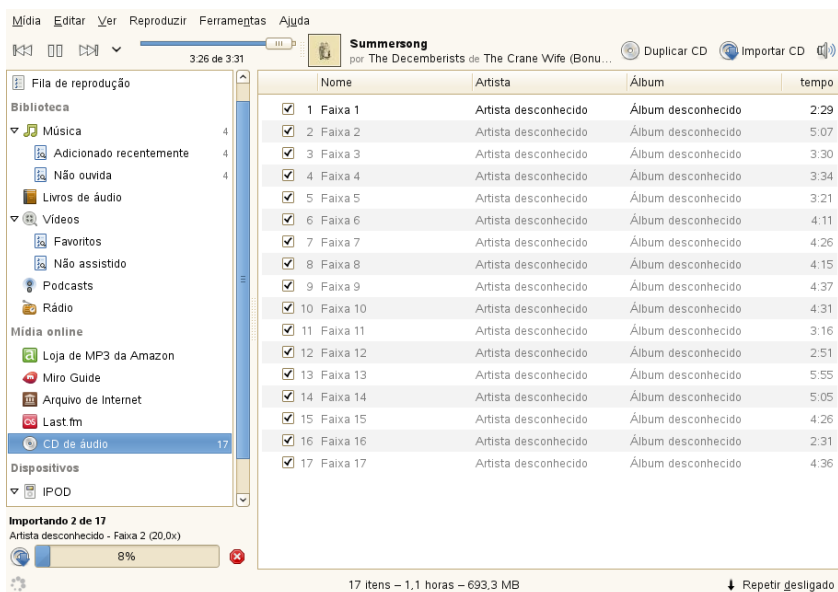 Mídia Editar Ver Reproduzir Ferramentas Ajuda
3:26 de 3:31
Summersong
por The Decemberists de The Crane Wife (Bonu...
Duplicar CD
Importar CD
Fila de reprodução
Biblioteca
Música 4
Adicionado recentemente 4
Não ouvida 4
Livros de áudio
Vídeos
Favoritos
Não assistido
Podcasts
Rádio
Mídia online
Loja de MP3 da Amazon
Miro Guide
Arquivo de Internet
Last.fm
CD de áudio 17
Dispositivos
IPOD
Importando 2 de 17
Artista desconhecido - Faixa 2 (20,0x)
8%
Nome Artista Álbum tempo
1 Faixa 1 Artista desconhecido Álbum desconhecido 2:29
2 Faixa 2 Artista desconhecido Álbum desconhecido 5:07
3 Faixa 3 Artista desconhecido Álbum desconhecido 3:30
4 Faixa 4 Artista desconhecido Álbum desconhecido 3:34
5 Faixa 5 Artista desconhecido Álbum desconhecido 3:21
6 Faixa 6 Artista desconhecido Álbum desconhecido 4:11
7 Faixa 7 Artista desconhecido Álbum desconhecido 4:26
8 Faixa 8 Artista desconhecido Álbum desconhecido 4:15
9 Faixa 9 Artista desconhecido Álbum desconhecido 4:37
10 Faixa 10 Artista desconhecido Álbum desconhecido 4:31
11 Faixa 11 Artista desconhecido Álbum desconhecido 3:16
12 Faixa 12 Artista desconhecido Álbum desconhecido 2:51
13 Faixa 13 Artista desconhecido Álbum desconhecido 5:55
14 Faixa 14 Artista desconhecido Álbum desconhecido 5:05
15 Faixa 15 Artista desconhecido Álbum desconhecido 4:26
16 Faixa 16 Artista desconhecido Álbum desconhecido 2:31
17 Faixa 17 Artista desconhecido Álbum desconhecido 4:36
17 itens – 1,1 horas – 693,3 MB
Repetir desligado